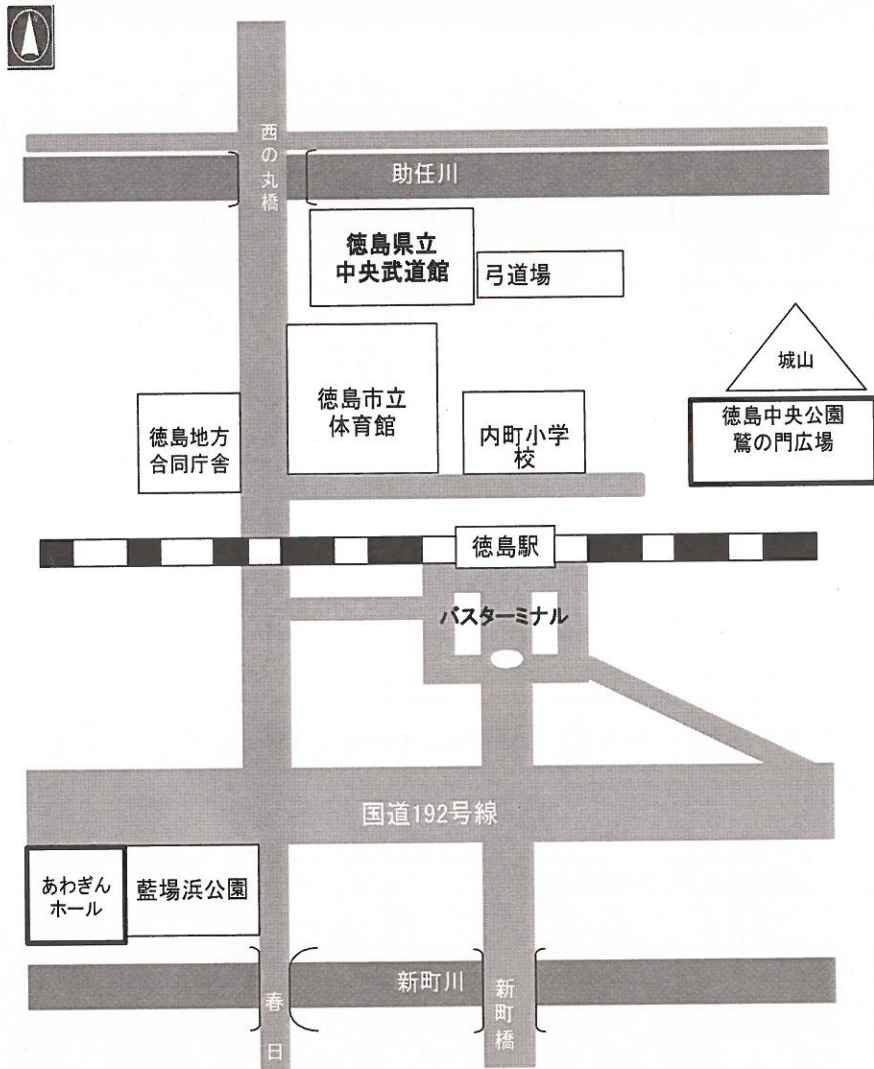 西の丸橋
助任川
徳島県立
中央武道館
弓道場
城山
徳島市立
体育館
徳島地方
合同庁舎
内町小学
校
徳島中央公園
鷲の門広場
徳島駅
バスターミナル
国道192号線
あわぎん
ホール
藍場浜公園
新町川
春日
新町橋